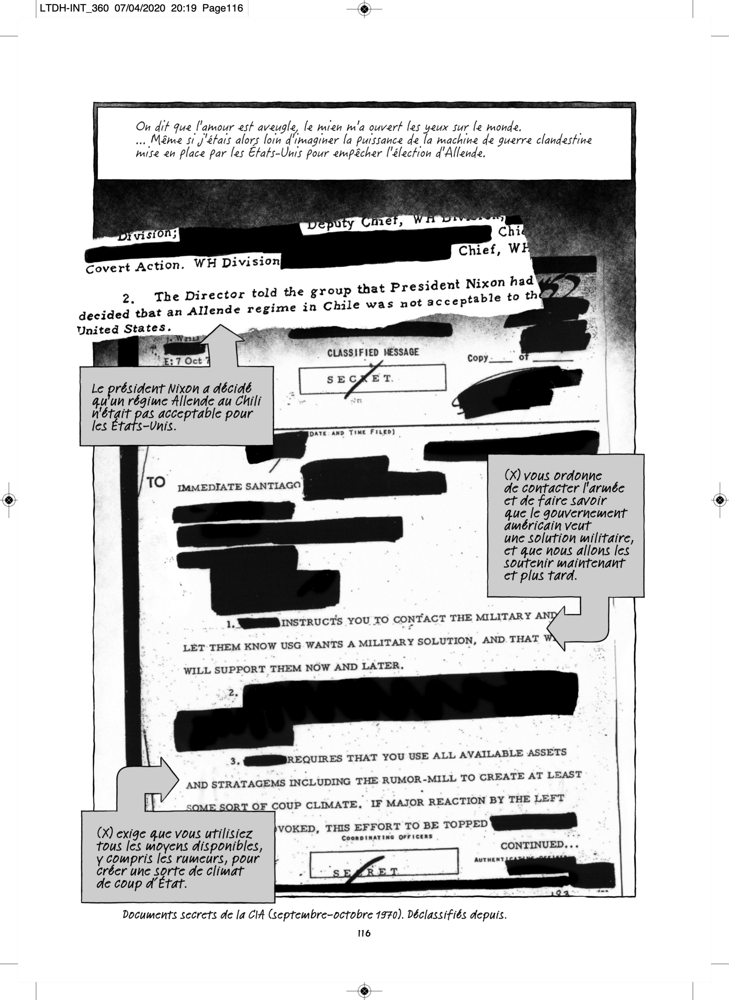 LTDH-INT_360 07/04/2020 20:19 Page116
On dit que l'amour est aveugle, le mien m'a ouvert les yeux sur le monde.
... Même si j'étais alors loin d'imaginer la puissance de la machine de guerre clandestine
mise en place par les États-Unis pour empêcher l'élection d'Allende.
Deputy Chief, WH Division,
Division;
Chief, WH
Covert Action. WH Division
2. The Director told the group that President Nixon had
decided that an Allende regime in Chile was not acceptable to the
United States.
WHD
E: 7 Oct 7
CLASSIFIED MESSAGE
Copy____ of ____
SECRET.
Le président Nixon a décidé
qu'un régime Allende au Chili
n'était pas acceptable pour
les États-Unis.
(DATE AND TIME FILED)
TO IMMEDIATE SANTIAGO
(X) vous ordonne
de contacter l'armée
et de faire savoir
que le gouvernement
américain veut
une solution militaire,
et que nous allons les
soutenir maintenant
et plus tard.
1. INSTRUCTS YOU TO CONTACT THE MILITARY AND
LET THEM KNOW USG WANTS A MILITARY SOLUTION, AND THAT
WILL SUPPORT THEM NOW AND LATER.
2.
3. REQUIRES THAT YOU USE ALL AVAILABLE ASSETS
AND STRATAGEMS INCLUDING THE RUMOR-MILL TO CREATE AT LEAST
SOME SORT OF COUP CLIMATE. IF MAJOR REACTION BY THE LEFT
VOKED, THIS EFFORT TO BE TOPPED
COORDINATING OFFICERS
CONTINUED...
SECRET
(X) exige que vous utilisiez
tous les moyens disponibles,
y compris les rumeurs, pour
créer une sorte de climat
de coup d'État.
Documents secrets de la CIA (septembre-octobre 1970). Déclassifiés depuis.
116